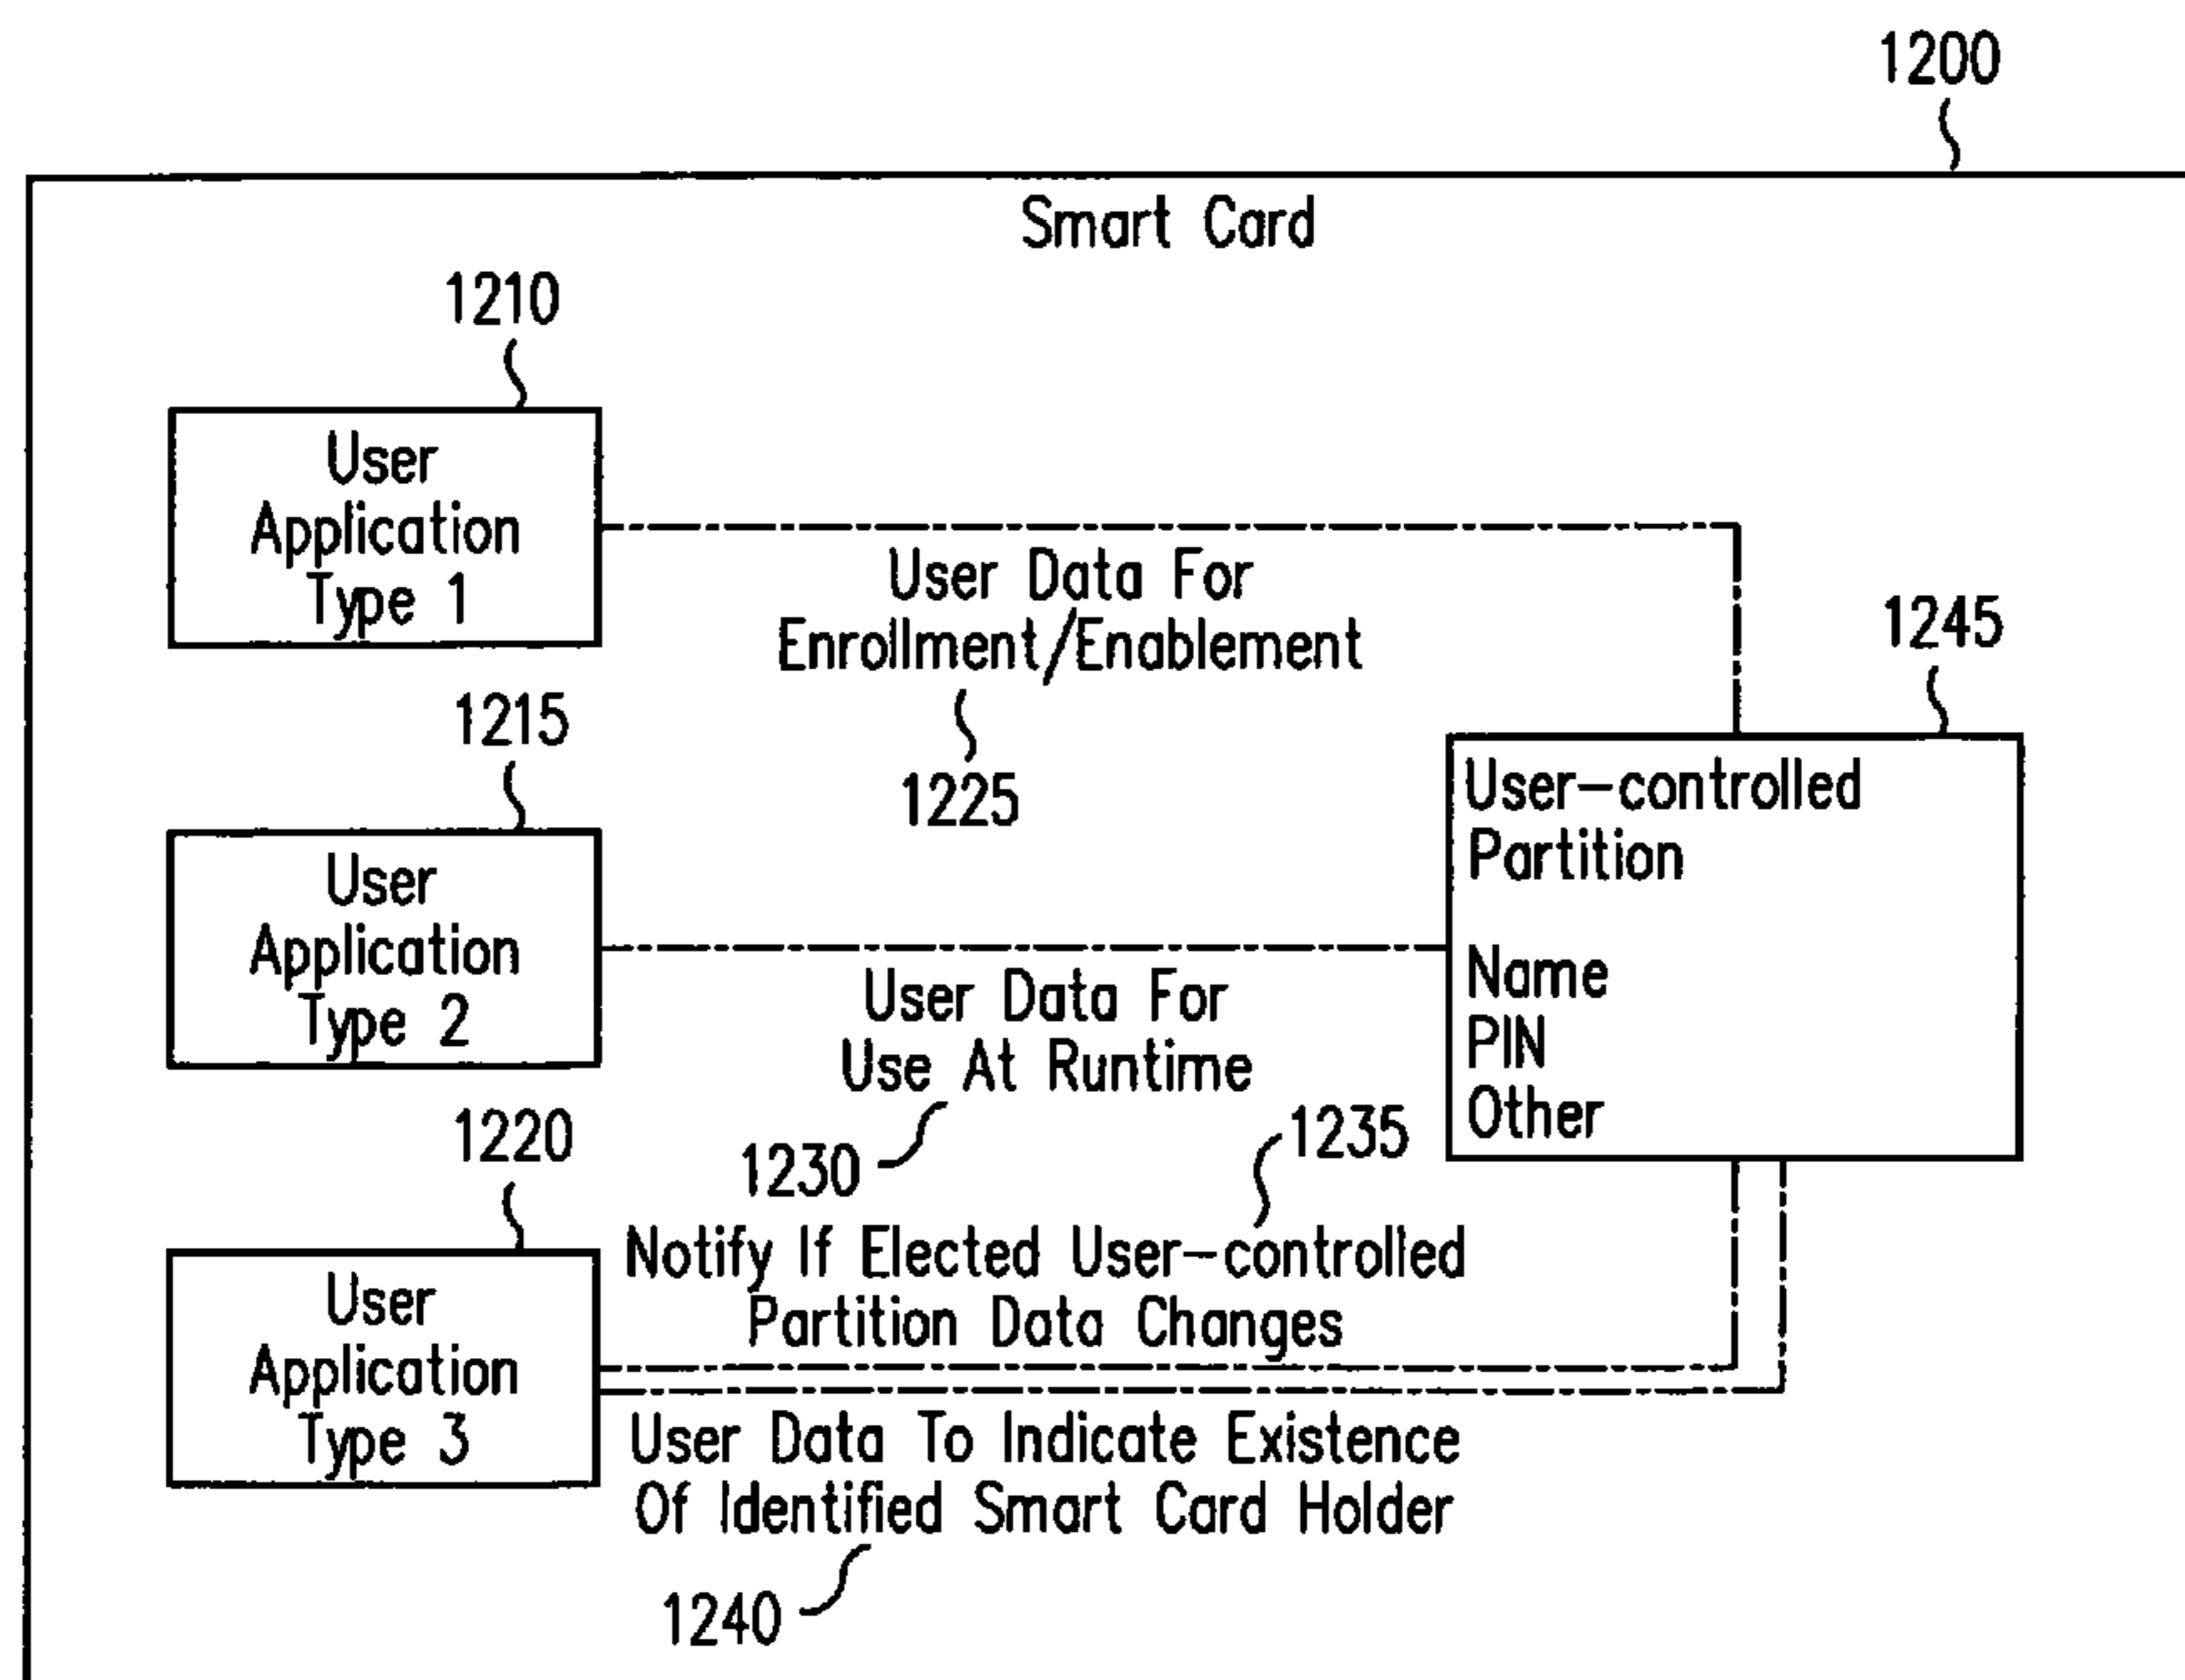 1200
Smart Card
1210
User
Application
Type 1
User Data For
Enrollment/Enablement
1225
1215
User
Application
Type 2
User Data For
Use At Runtime
1230
1245
User-controlled
Partition
Name
PIN
Other
1235
1220
User
Application
Type 3
Notify If Elected User-controlled
Partition Data Changes
User Data To Indicate Existence
Of Identified Smart Card Holder
1240